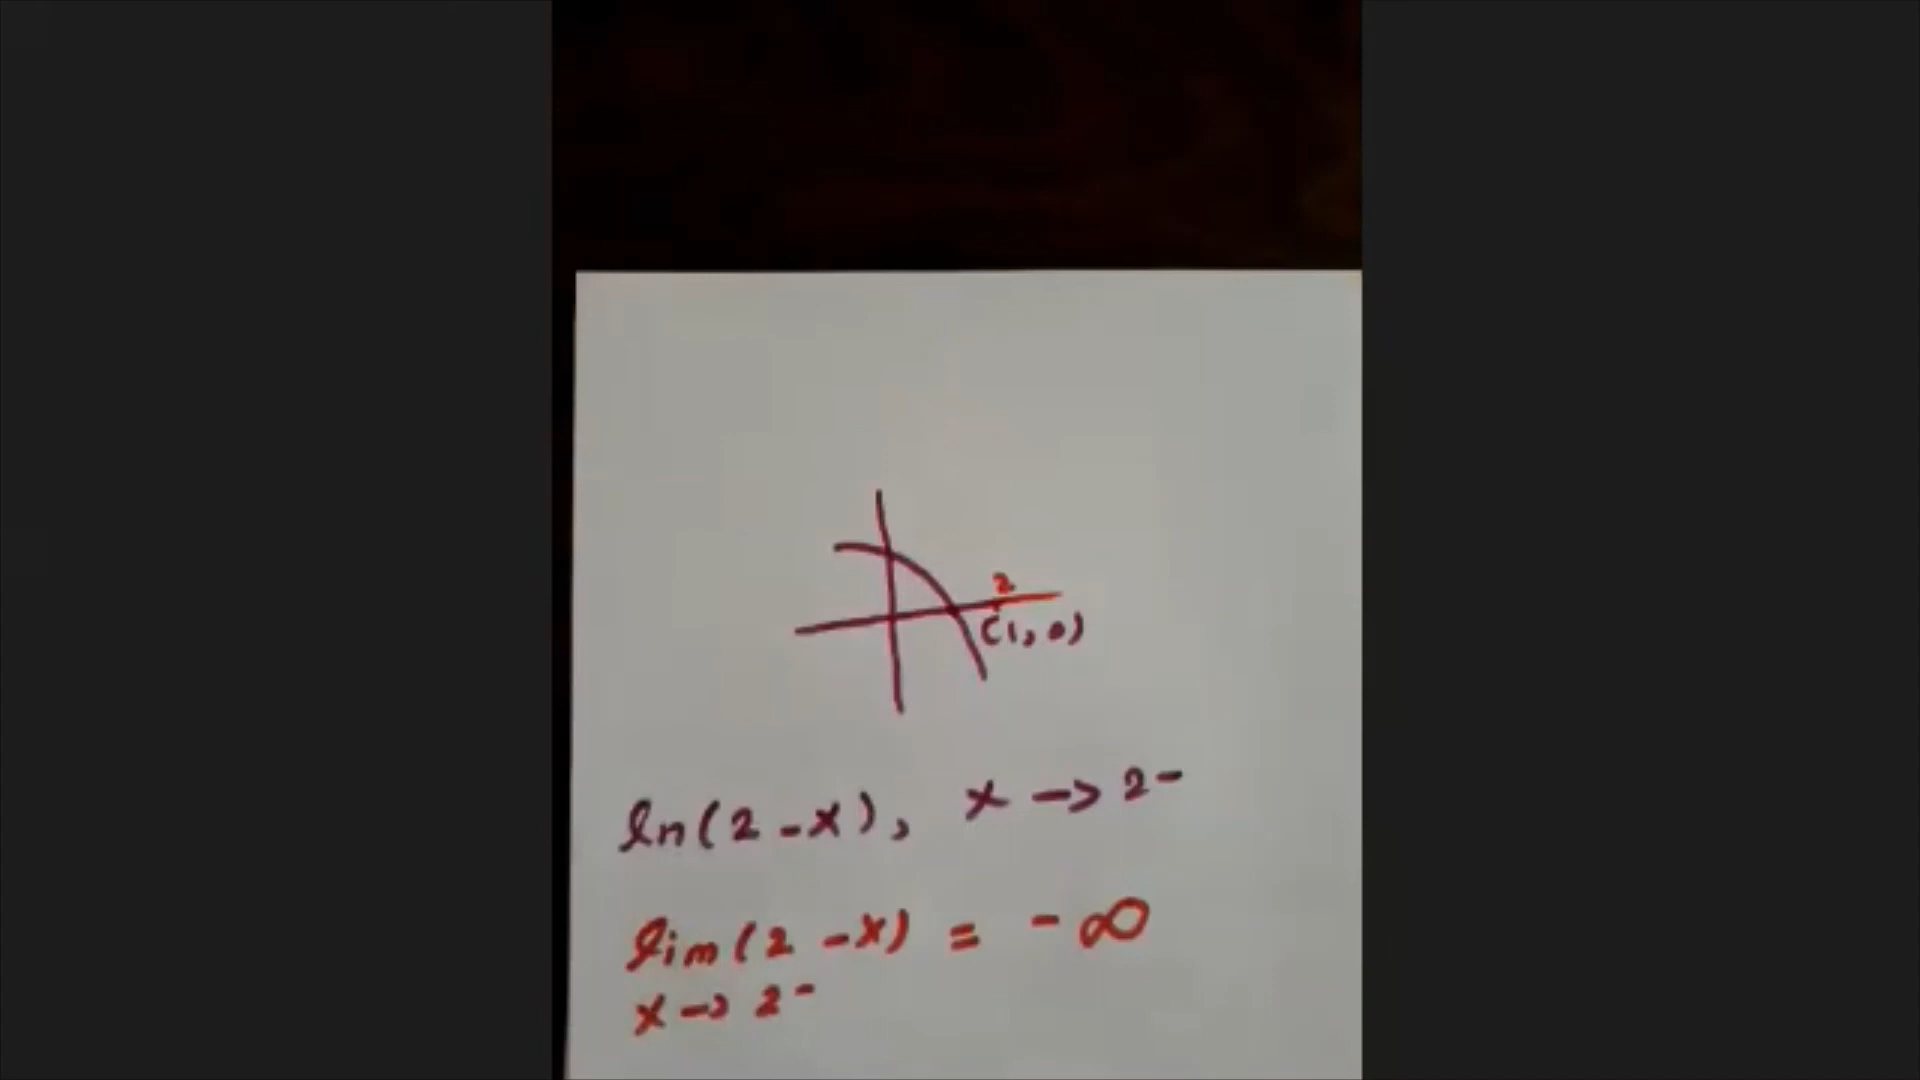 2
(1, 0)
ln(2-x), x -> 2-
lim(2-x) = -∞
x -> 2-